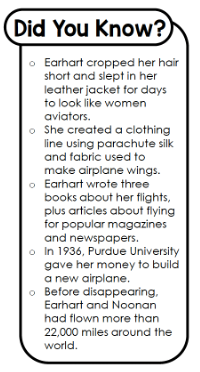 Did You Know?
○ Earhart cropped her hair
short and slept in her
leather jacket for days
to look like women
aviators.
○ She created a clothing
line using parachute silk
and fabric used to
make airplane wings.
○ Earhart wrote three
books about her flights,
plus articles about flying
for popular magazines
and newspapers.
○ In 1936, Purdue University
gave her money to build
a new airplane.
○ Before disappearing,
Earhart and Noonan
had flown more than
22,000 miles around the
world.